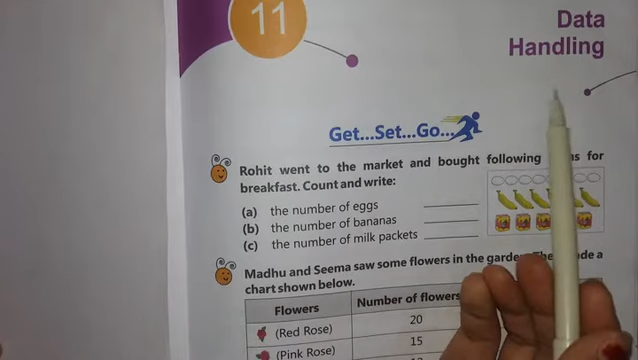 11
Data
Handling
Get...Set...Go...
Rohit went to the market and bought following for
breakfast. Count and write:
(a) the number of eggs
(b) the number of bananas
(c) the number of milk packets
Madhu and Seema saw some flowers in the garden. a
chart shown below.
Flowers Number of flowers
(Red Rose) 20
(Pink Rose) 15